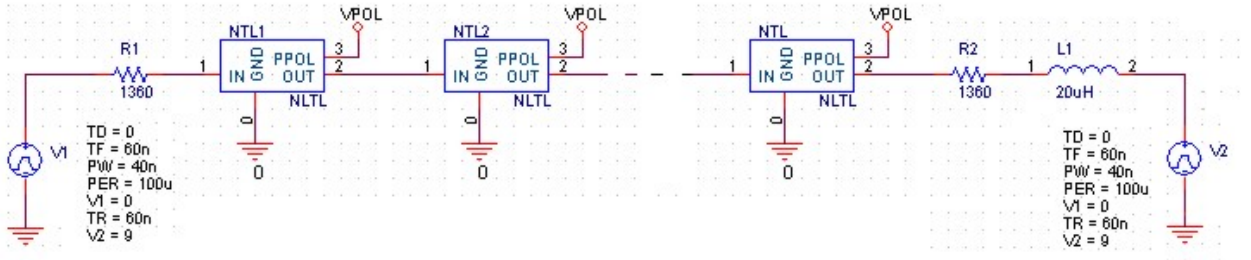 VPOL
VPOL
VPOL
R1
NTL1
NTL2
NTL
R2
L1
1 IN GND PPOL OUT 3 2
1 IN GND PPOL OUT 3 2
1 IN GND PPOL OUT 3 2
1 2
1360
NLTL
NLTL
NLTL
1360
20uH
0
0
0
V1
TD = 0
TF = 60n
PW = 40n
PER = 100u
V1 = 0
TR = 60n
V2 = 9
0
0
0
TD = 0
TF = 60n
PW = 40n
PER = 100u
V1 = 0
TR = 60n
V2 = 9
V2